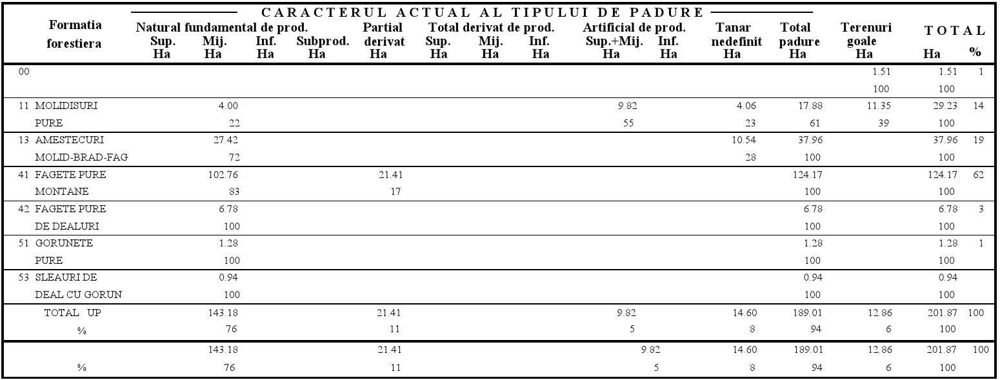 CARACTERUL ACTUAL AL TIPULUI DE PADURE
Formatia Natural fundamental de prod. Partial Total derivat de prod. Artificial de prod. Tanar Total Terenuri TOTAL
forestiera Sup. Mij. Inf. Subprod. derivat Sup. Mij. Inf. Sup.+Mij. Inf. nedefinit padure goale
Ha Ha Ha Ha Ha Ha Ha Ha Ha Ha Ha Ha Ha Ha %
00 1.51 1.51 1
100 100
11 MOLIDISURI 4.00 9.82 4.06 17.88 11.35 29.23 14
PURE 22 55 23 61 39 100
13 AMESTECURI 27.42 10.54 37.96 37.96 19
MOLID-BRAD-FAG 72 28 100 100
41 FAGETE PURE 102.76 21.41 124.17 124.17 62
MONTANE 83 17 100 100
42 FAGETE PURE 6.78 6.78 6.78 3
DE DEALURI 100 100 100
51 GORUNETE 1.28 1.28 1.28 1
PURE 100 100 100
53 SLEAURI DE 0.94 0.94 0.94
DEAL CU GORUN 100 100 100
TOTAL UP 143.18 21.41 9.82 14.60 189.01 12.86 201.87 100
% 76 11 5 8 94 6 100
143.18 21.41 9.82 14.60 189.01 12.86 201.87 100
% 76 11 5 8 94 6 100